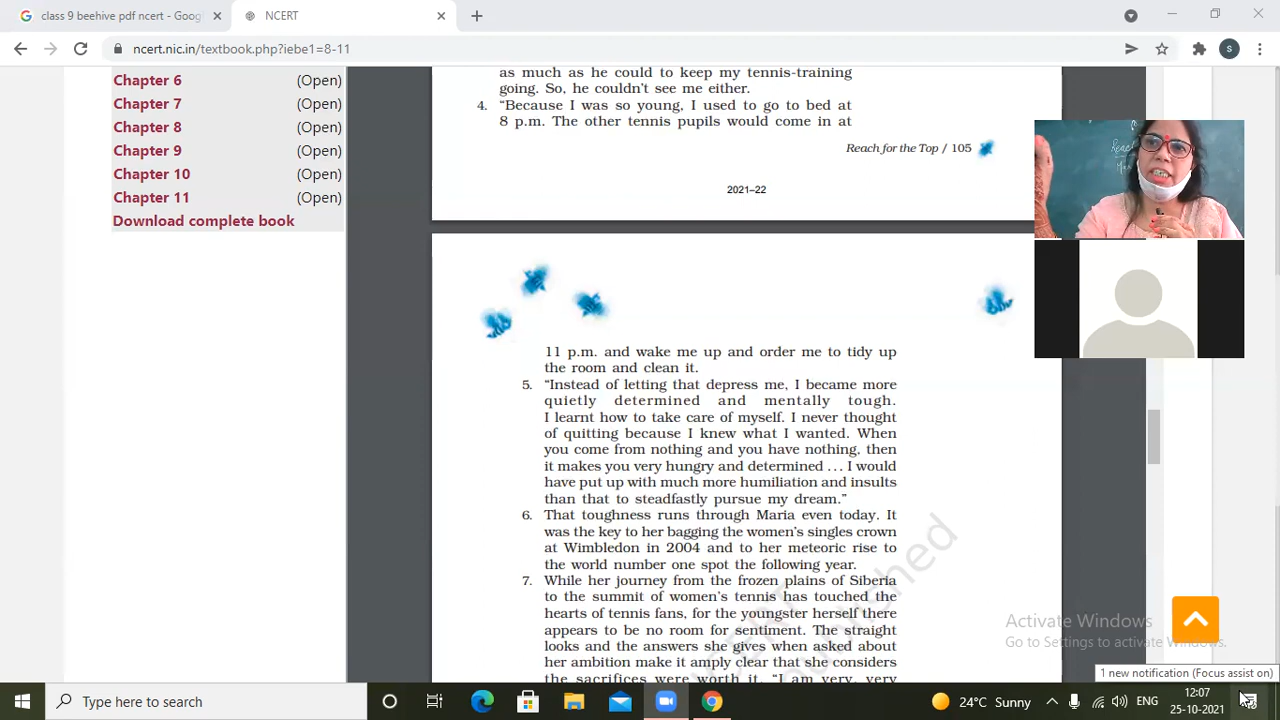 class 9 beehive pdf ncert - Goog
NCERT
ncert.nic.in/textbook.php?iebe1=8-11
S
Chapter 6 (Open)
Chapter 7 (Open)
Chapter 8 (Open)
Chapter 9 (Open)
Chapter 10 (Open)
Chapter 11 (Open)
Download complete book
as much as he could to keep my tennis-training
going. So, he couldn't see me either.
4. “Because I was so young, I used to go to bed at
8 p.m. The other tennis pupils would come in at
Reach for the Top / 105
2021–22
11 p.m. and wake me up and order me to tidy up
the room and clean it.
5. “Instead of letting that depress me, I became more
quietly determined and mentally tough.
I learnt how to take care of myself. I never thought
of quitting because I knew what I wanted. When
you come from nothing and you have nothing, then
it makes you very hungry and determined ... I would
have put up with much more humiliation and insults
than that to steadfastly pursue my dream.”
6. That toughness runs through Maria even today. It
was the key to her bagging the women's singles crown
at Wimbledon in 2004 and to her meteoric rise to
the world number one spot the following year.
7. While her journey from the frozen plains of Siberia
to the summit of women's tennis has touched the
hearts of tennis fans, for the youngster herself there
appears to be no room for sentiment. The straight
looks and the answers she gives when asked about
her ambition make it amply clear that she considers
the sacrifices were worth it. “I am very, very
Activate Windows
Go to Settings to activate Windows.
1 new notification (Focus assist on)
Type here to search
24°C Sunny
ENG
12:07
25-10-2021